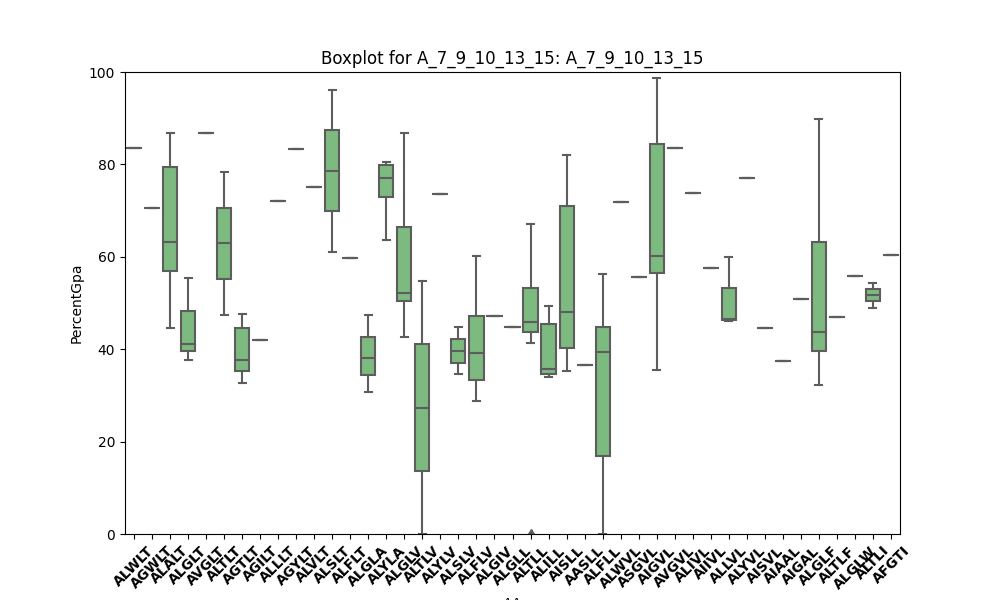 Boxplot for A_7_9_10_13_15: A_7_9_10_13_15
PercentGpa
100
80
60
40
20
0
ALWLT
AGWLT
ALALT
ALGLT
AVGLT
ALTLT
AGTLT
AGILT
ALLLT
AGYLT
ALVLT
ALSLT
ALFLT
ALGLA
ALYLA
ALGLV
ALTLV
ALYLV
ALSLV
ALFLV
ALGIV
ALGLL
ALTLL
ALILL
AISLL
AASLL
ALFLL
ALWVL
ASGVL
AIGVL
AVGVL
ALIVL
AIIVL
ALLVL
ALYVL
AISVL
AIAAL
AIGAL
ALGLF
ALTLF
ALGLW
ALTLI
AFGTI